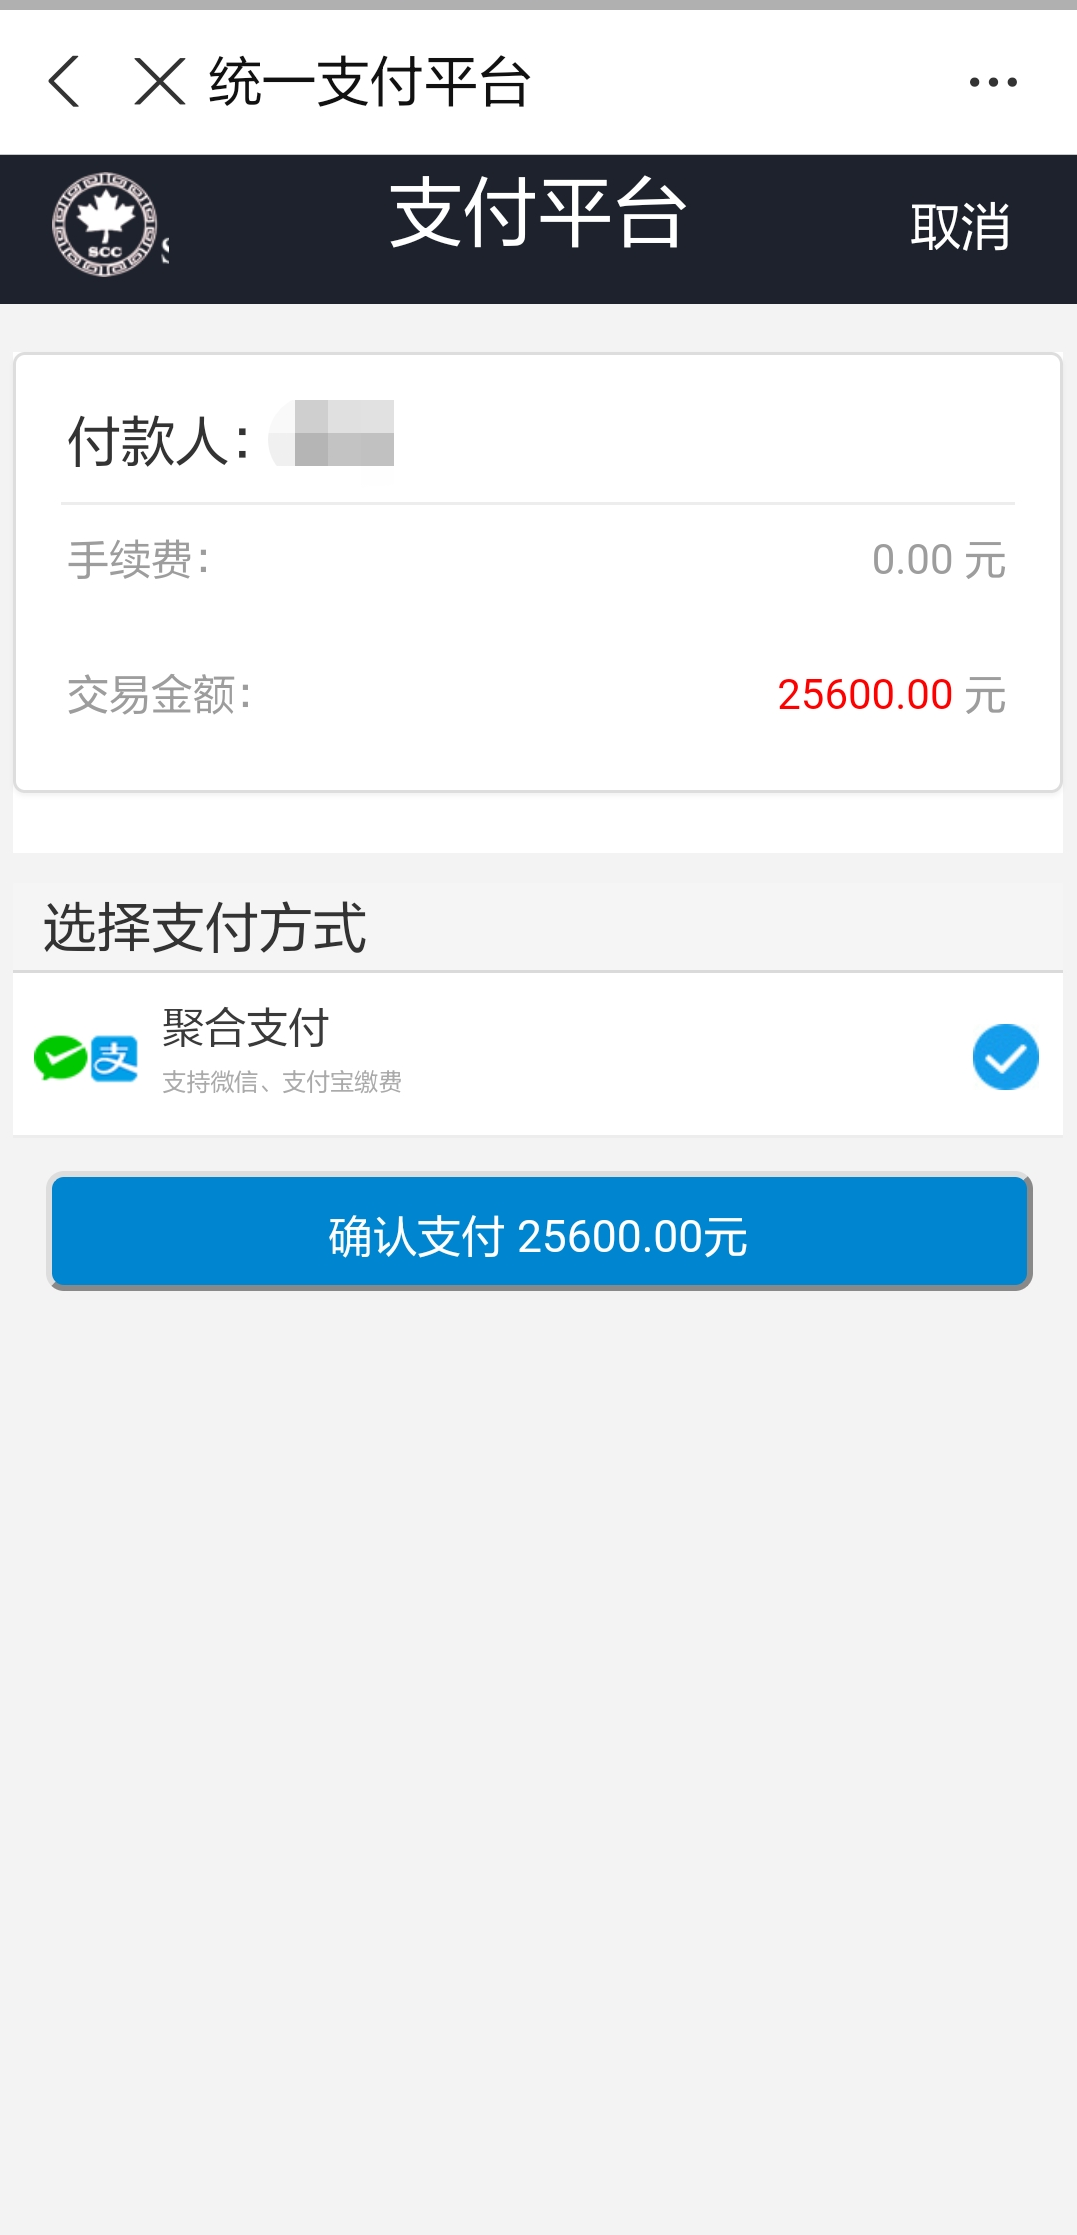 统一支付平台
SCC
支付平台
取消
付款人：
手续费： 0.00 元
交易金额： 25600.00 元
选择支付方式
聚合支付
支持微信、支付宝缴费
支
确认支付 25600.00元